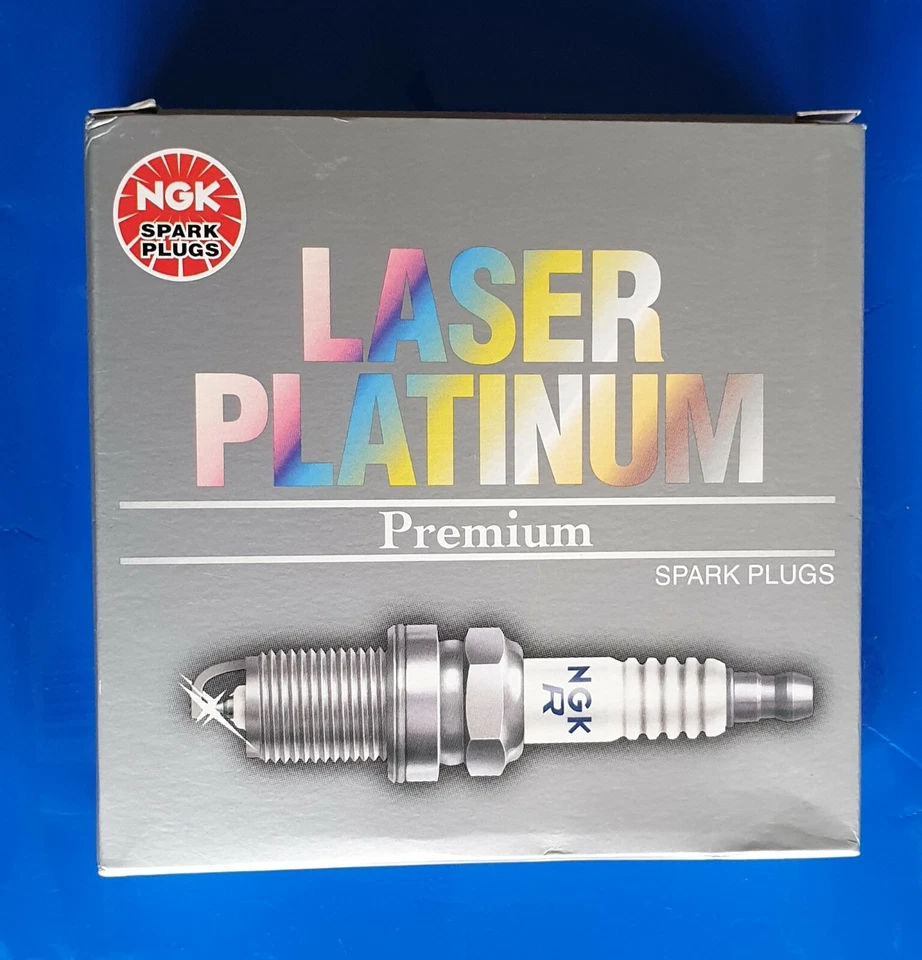 NGK
SPARK
PLUGS
LASER
PLATINUM
Premium
SPARK PLUGS
NGK
R